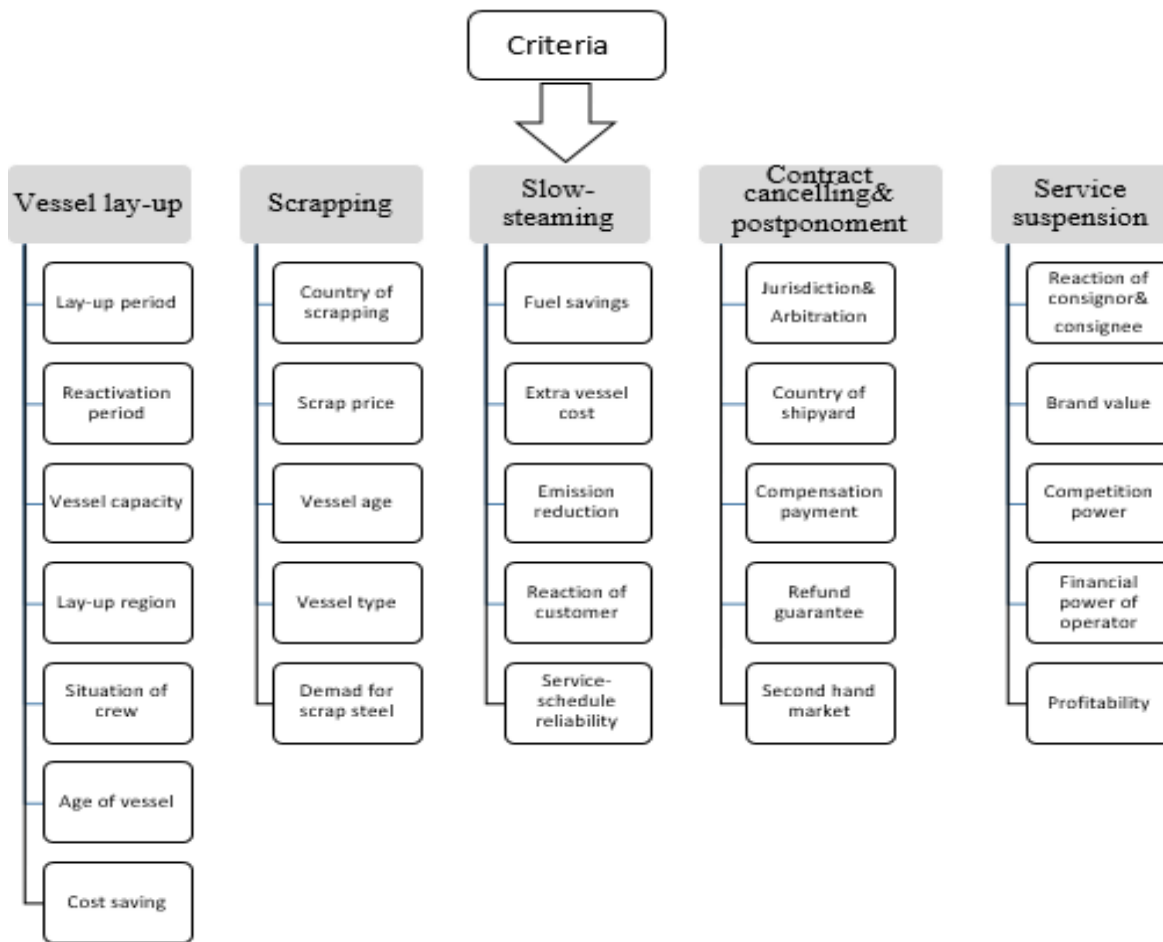 Criteria
Vessel lay-up
Lay-up period
Reactivation
period
Vessel capacity
Lay-up region
Situation of
crew
Age of vessel
Cost saving
Scrapping
Country of
scrapping
Scrap price
Vessel age
Vessel type
Demad for
scrap steel
Slow-
steaming
Fuel savings
Extra vessel
cost
Emission
reduction
Reaction of
customer
Service-
schedule
reliability
Contract
cancelling&
postponoment
Jurisdiction&
Arbitration
Country of
shipyard
Compensation
payment
Refund
guarantee
Second hand
market
Service
suspension
Reaction of
consignor&
consignee
Brand value
Competition
power
Financial
power of
operator
Profitability